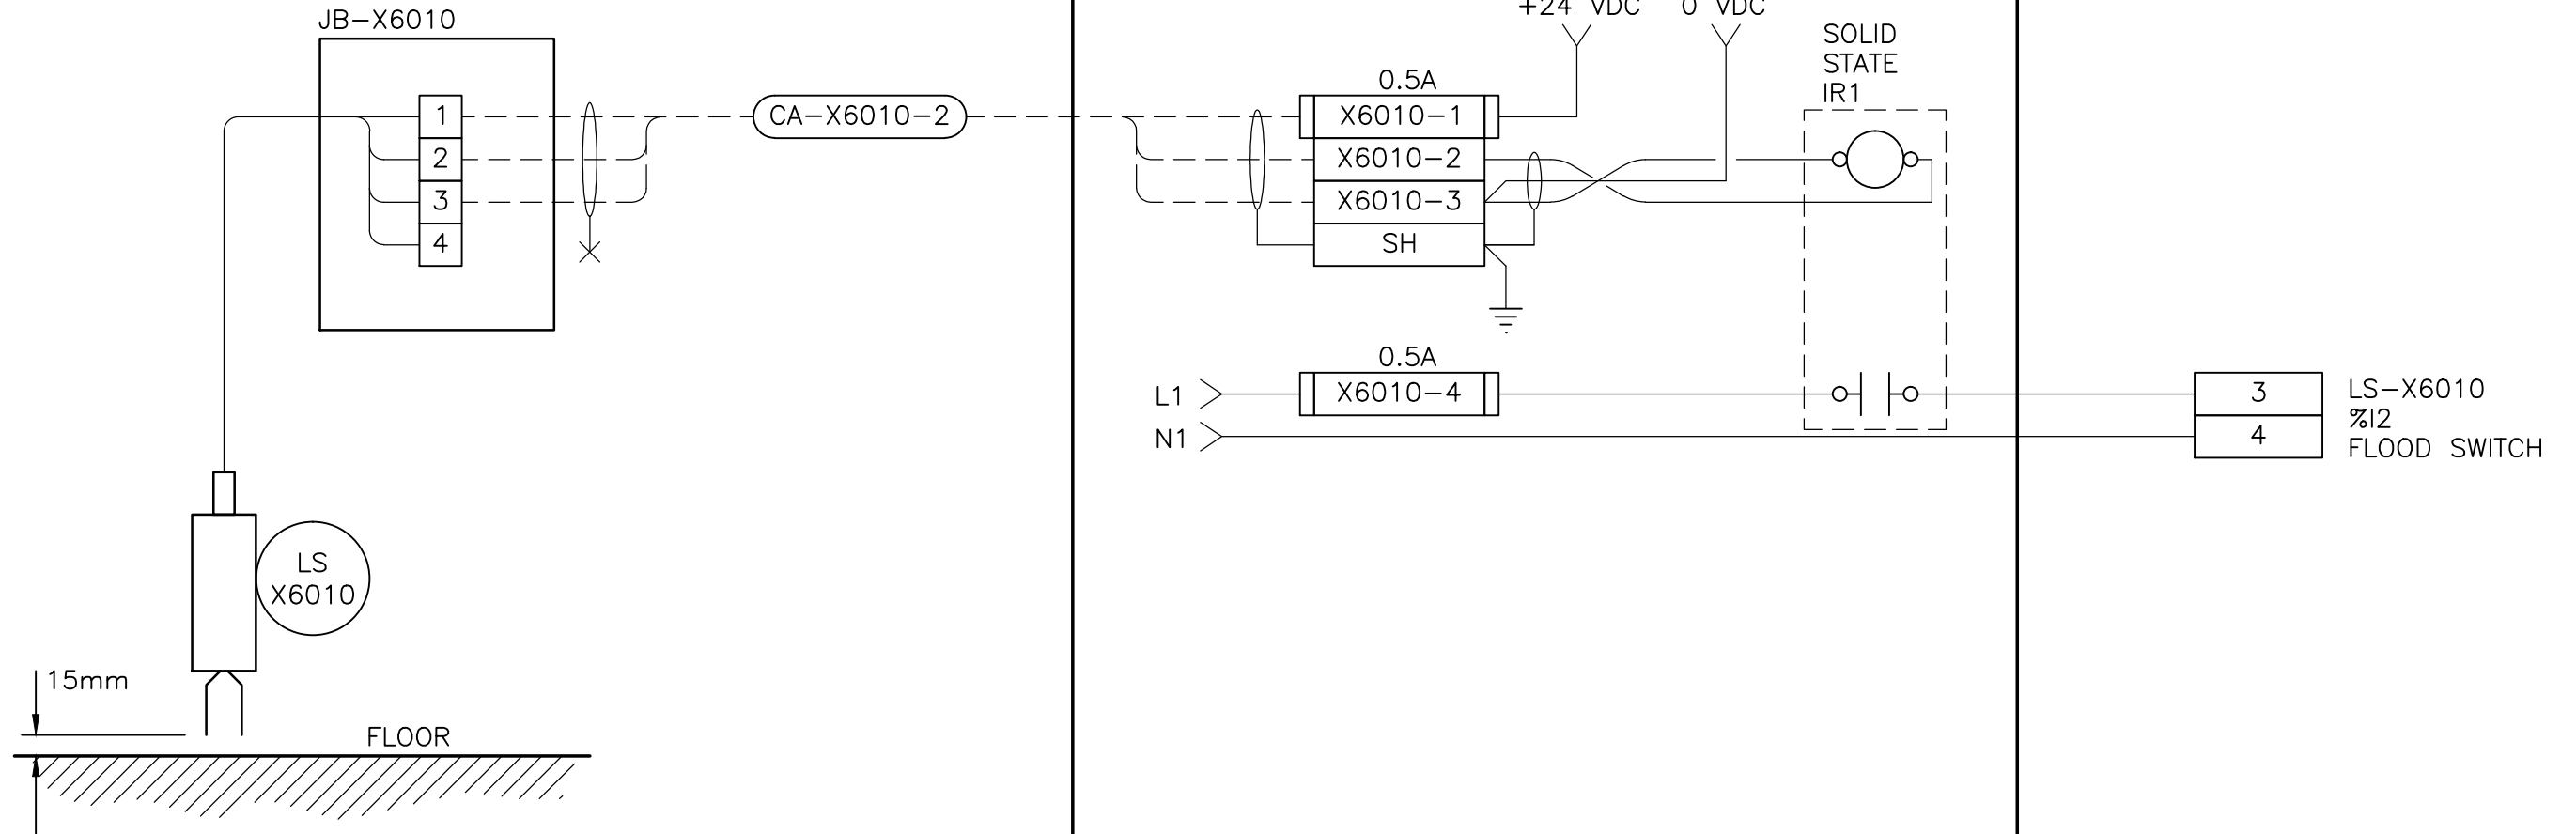 JB-X6010
1
2
3
4
CA-X6010-2
+24 VDC
0 VDC
0.5A
X6010-1
X6010-2
X6010-3
SH
SOLID
STATE
IR1
0.5A
L1
X6010-4
N1
3
4
LS-X6010
%I2
FLOOD SWITCH
LS
X6010
15mm
FLOOR